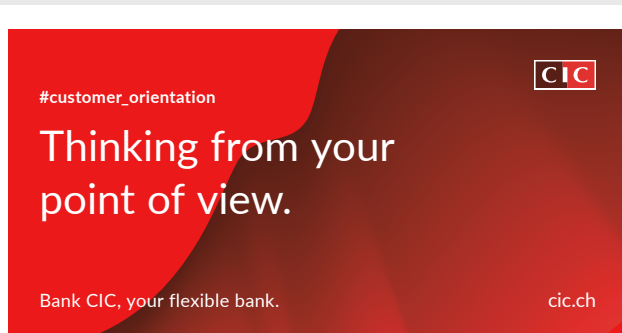 CIC
#customer_orientation
Thinking from your
point of view.
Bank CIC, your flexible bank.
cic.ch